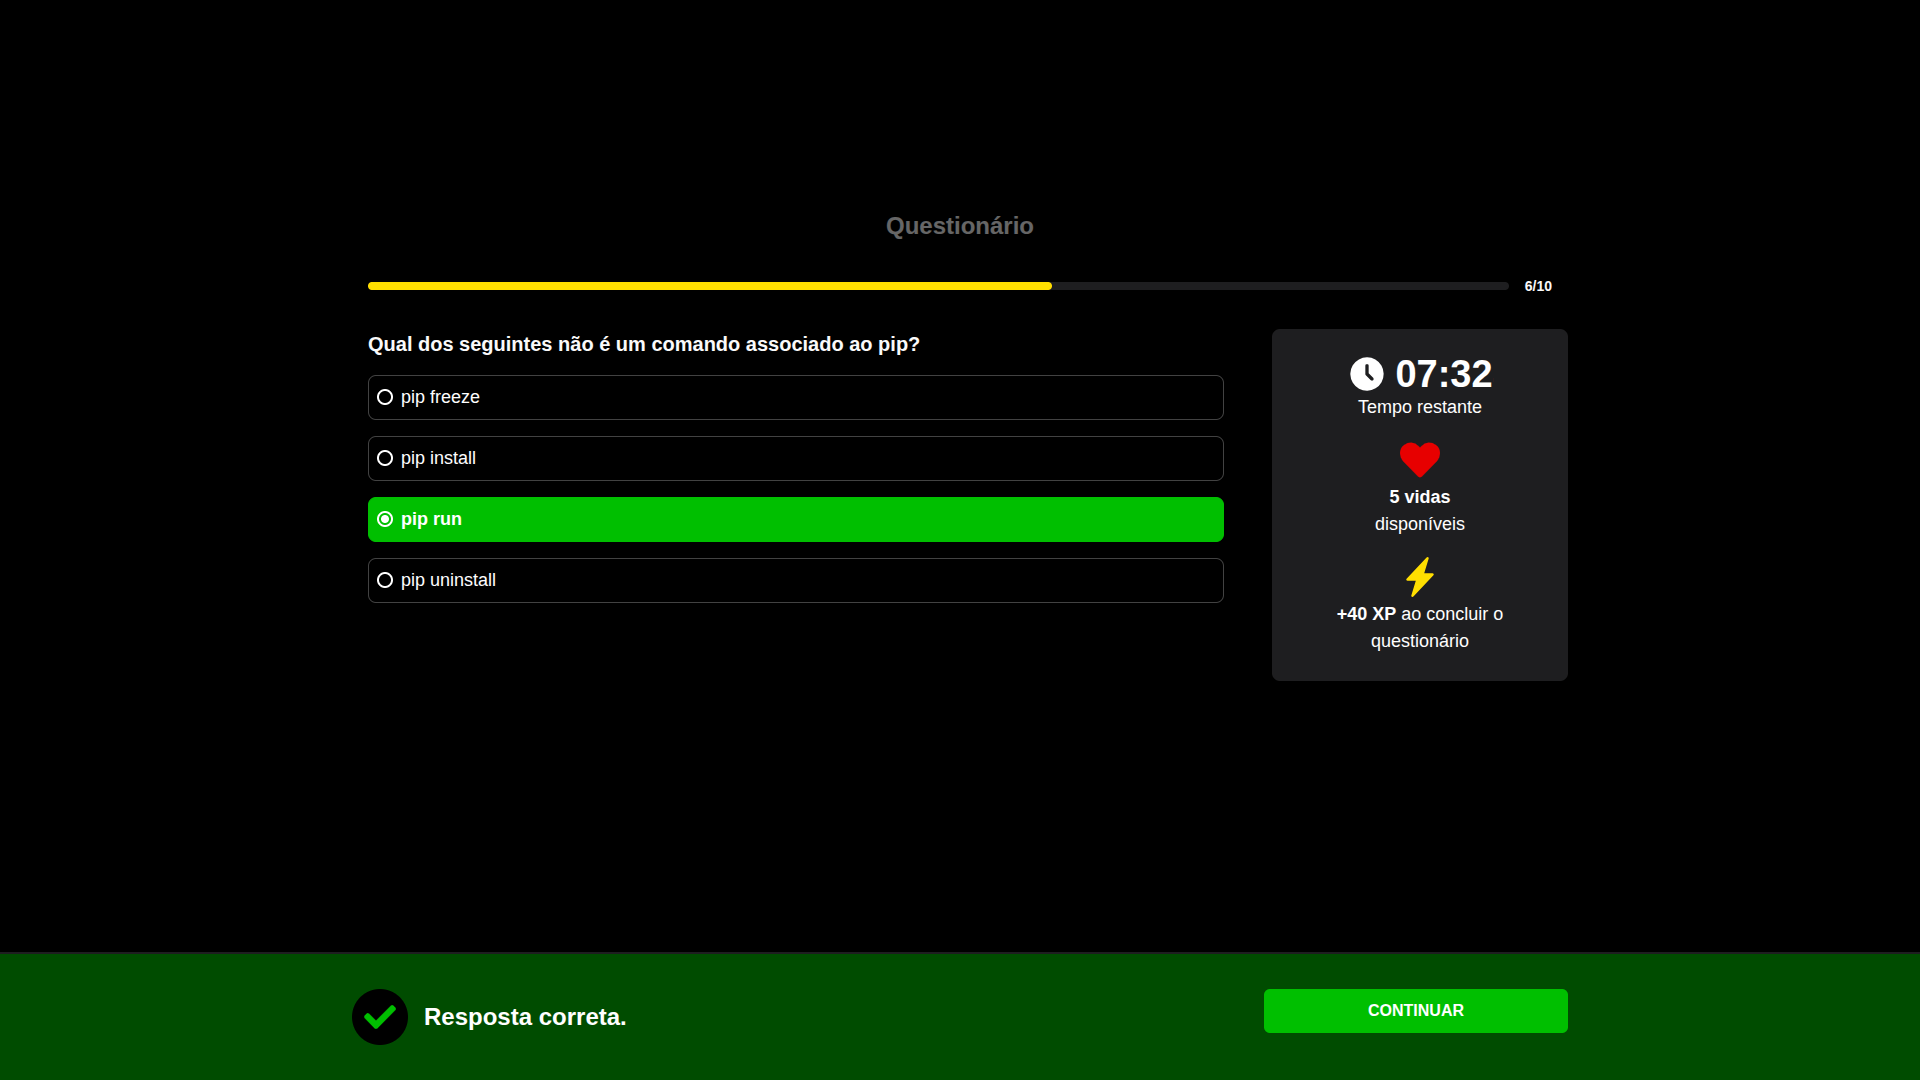 Questionário
6/10
Qual dos seguintes não é um comando associado ao pip?
pip freeze
pip install
pip run
pip uninstall
07:32
Tempo restante
5 vidas
disponíveis
+40 XP ao concluir o
questionário
Resposta correta.
CONTINUAR